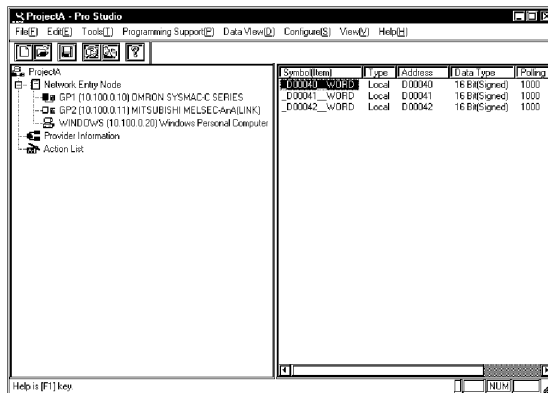 ProjectA - Pro Studio
File(F) Edit(E) Tools(T) Programming Support(P) Data View(D) Configure(S) View(V) Help(H)
ProjectA
Network Entry Node
GP1 (10.100.0.10) OMRON SYSMAC-C SERIES
GP2 (10.100.0.11) MITSUBISHI MELSEC-AnA(LINK)
WINDOWS (10.100.0.20) Windows Personal Computer
Provider Information
Action List
Symbol(Item) Type Address Data Type Polling
_D00040__WORD Local D00040 16 Bit(Signed) 1000
_D00041__WORD Local D00041 16 Bit(Signed) 1000
_D00042__WORD Local D00042 16 Bit(Signed) 1000
Help is [F1] key.
NUM